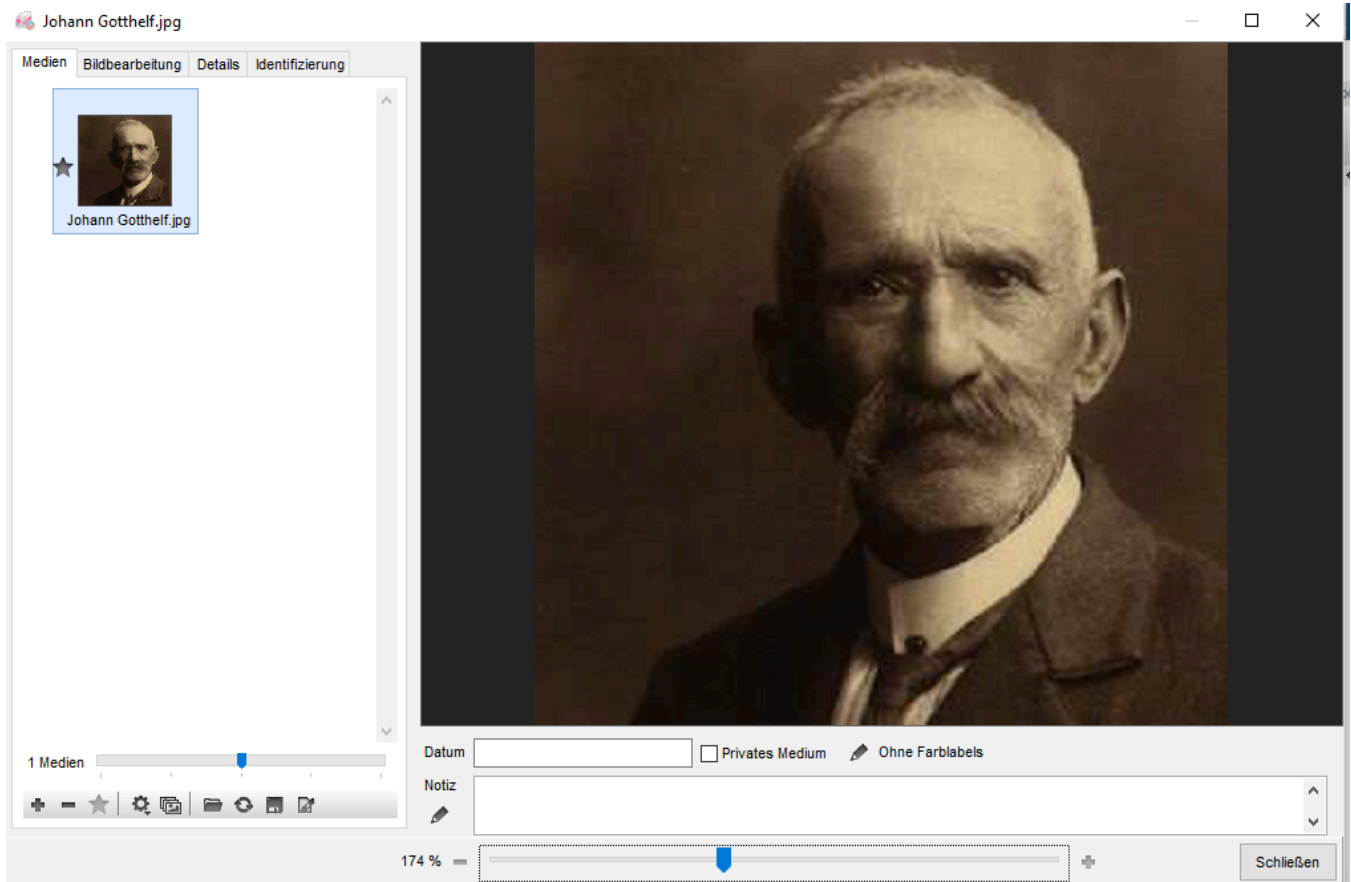 Johann Gotthelf.jpg
Medien Bildbearbeitung Details Identifizierung
Johann Gotthelf.jpg
1 Medien
Datum Privates Medium Ohne Farblabels
Notiz
174 % Schließen